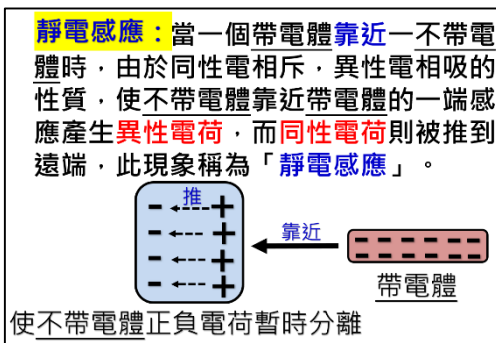 靜電感應：當一個帶電體靠近一不帶電
體時，由於同性電相斥，異性電相吸的
性質，使不帶電體靠近帶電體的一端感
應產生異性電荷，而同性電荷則被推到
遠端，此現象稱為「靜電感應」。
推
- +
- +
- +
- +
靠近
- - - - - -
- - - - - -
帶電體
使不帶電體正負電荷暫時分離